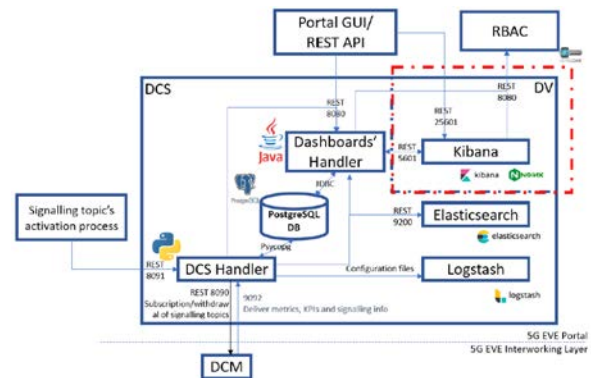 Portal GUI/
REST API
RBAC
DCS
DV
REST
8080
REST
25601
REST
8080
Java
Dashboards'
Handler
REST
5601
Kibana
kibana
NGINX
PostgreSQL
JDBC
Signalling topic's
activation process
PostgreSQL
DB
REST
9200
Elasticsearch
elasticsearch
Psycopg
REST
8091
DCS Handler
Configuration files
Logstash
logstash
REST 8090
Subscription/withdraw
al of signalling topics
9092
Deliver metrics, KPIs and signalling info
5G EVE Portal
5G EVE Interworking Layer
DCM